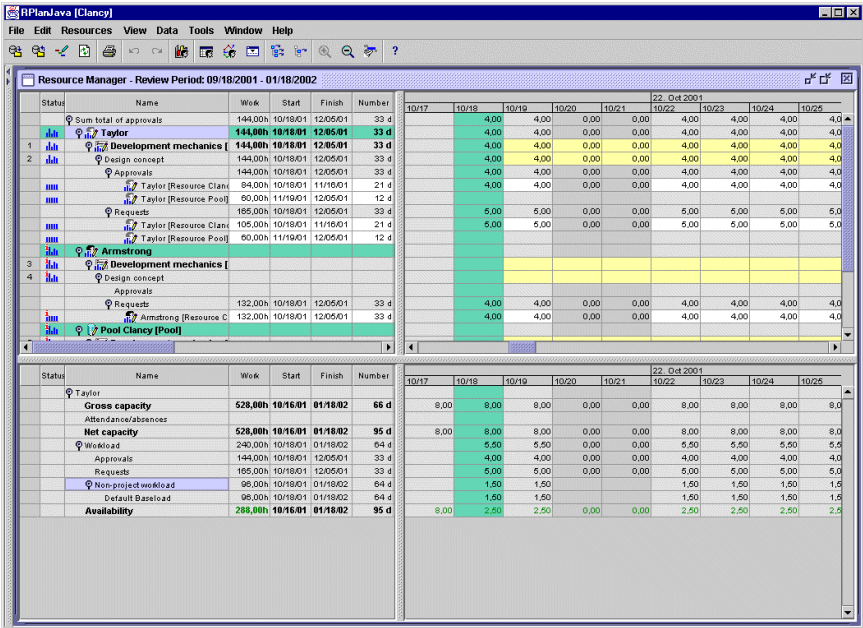 RPlanJava [Clancy]
File Edit Resources View Data Tools Window Help
?
Resource Manager - Review Period: 09/18/2001 - 01/18/2002
Status Name Work Start Finish Number 22. Oct 2001
10/17 10/18 10/19 10/20 10/21 10/22 10/23 10/24 10/25
Sum total of approvals 144,00h 10/18/01 12/05/01 33 d 4,00 4,00 0,00 0,00 4,00 4,00 4,00 4,0
Taylor 144,00h 10/18/01 12/05/01 33 d 4,00 4,00 0,00 0,00 4,00 4,00 4,00 4,0
1 Development mechanics [ 144,00h 10/18/01 12/05/01 33 d 4,00 4,00 0,00 0,00 4,00 4,00 4,00 4,0
2 Design concept 144,00h 10/18/01 12/05/01 33 d 4,00 4,00 0,00 0,00 4,00 4,00 4,00 4,0
Approvals 144,00h 10/18/01 12/05/01 33 d 4,00 4,00 0,00 0,00 4,00 4,00 4,00 4,0
Taylor [Resource Clanc 84,00h 10/18/01 11/16/01 21 d 4,00 4,00 0,00 0,00 4,00 4,00 4,00 4,0
Taylor [Resource Pool] 60,00h 11/19/01 12/05/01 12 d
Requests 165,00h 10/18/01 12/05/01 33 d 5,00 5,00 0,00 0,00 5,00 5,00 5,00 5,0
Taylor [Resource Clanc 105,00h 10/18/01 11/16/01 21 d 5,00 5,00 0,00 0,00 5,00 5,00 5,00 5,0
Taylor [Resource Pool] 60,00h 11/19/01 12/05/01 12 d
Armstrong
3 Development mechanics [
4 Design concept
Approvals
Requests 132,00h 10/18/01 12/05/01 33 d 4,00 4,00 0,00 0,00 4,00 4,00 4,00 4,0
Armstrong [Resource C 132,00h 10/18/01 12/05/01 33 d 4,00 4,00 0,00 0,00 4,00 4,00 4,00 4,0
Pool Clancy [Pool]
Status Name Work Start Finish Number 22. Oct 2001
10/17 10/18 10/19 10/20 10/21 10/22 10/23 10/24 10/25
Taylor
Gross capacity 528,00h 10/16/01 01/18/02 66 d 8,00 8,00 8,00 0,00 0,00 8,00 8,00 8,00 8,0
Attendance/absences
Net capacity 528,00h 10/16/01 01/18/02 95 d 8,00 8,00 8,00 0,00 0,00 8,00 8,00 8,00 8,0
Workload 240,00h 10/18/01 01/18/02 64 d 5,50 5,50 0,00 0,00 5,50 5,50 5,50 5,5
Approvals 144,00h 10/18/01 12/05/01 33 d 4,00 4,00 0,00 0,00 4,00 4,00 4,00 4,0
Requests 165,00h 10/18/01 12/05/01 33 d 5,00 5,00 0,00 0,00 5,00 5,00 5,00 5,0
Non-project workload 96,00h 10/18/01 01/18/02 64 d 1,50 1,50 1,50 1,50 1,50 1,5
Default Baseload 96,00h 10/18/01 01/18/02 64 d 1,50 1,50 1,50 1,50 1,50 1,5
Availability 288,00h 10/16/01 01/18/02 95 d 8,00 2,50 2,50 0,00 0,00 2,50 2,50 2,50 2,5